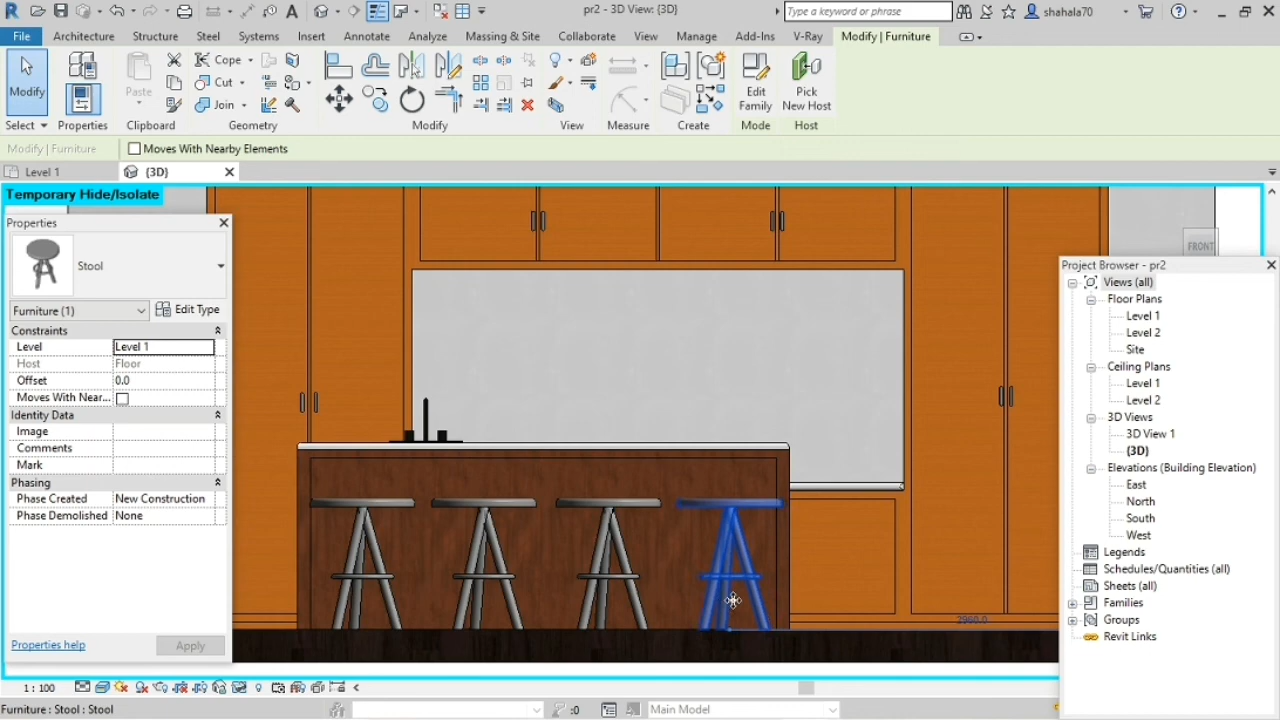 pr2 - 3D View: {3D}
Type a keyword or phrase
shahala70
File
Architecture
Structure
Steel
Systems
Insert
Annotate
Analyze
Massing & Site
Collaborate
View
Manage
Add-Ins
V-Ray
Modify | Furniture
Modify
Paste
Cope
Cut
Join
Edit
Family
Pick
New Host
Select
Properties
Clipboard
Geometry
Modify
View
Measure
Create
Mode
Host
Modify | Furniture
Moves With Nearby Elements
Level 1
{3D}
Temporary Hide/Isolate
Properties
Stool
Furniture (1)
Edit Type
Constraints
Level
Level 1
Host
Floor
Offset
0.0
Moves With Near...
Identity Data
Image
Comments
Mark
Phasing
Phase Created
New Construction
Phase Demolished
None
Properties help
Apply
FRONT
2960.0
Project Browser - pr2
Views (all)
Floor Plans
Level 1
Level 2
Site
Ceiling Plans
Level 1
Level 2
3D Views
3D View 1
{3D}
Elevations (Building Elevation)
East
North
South
West
Legends
Schedules/Quantities (all)
Sheets (all)
Families
Groups
Revit Links
1 : 100
Furniture : Stool : Stool
:0
Main Model